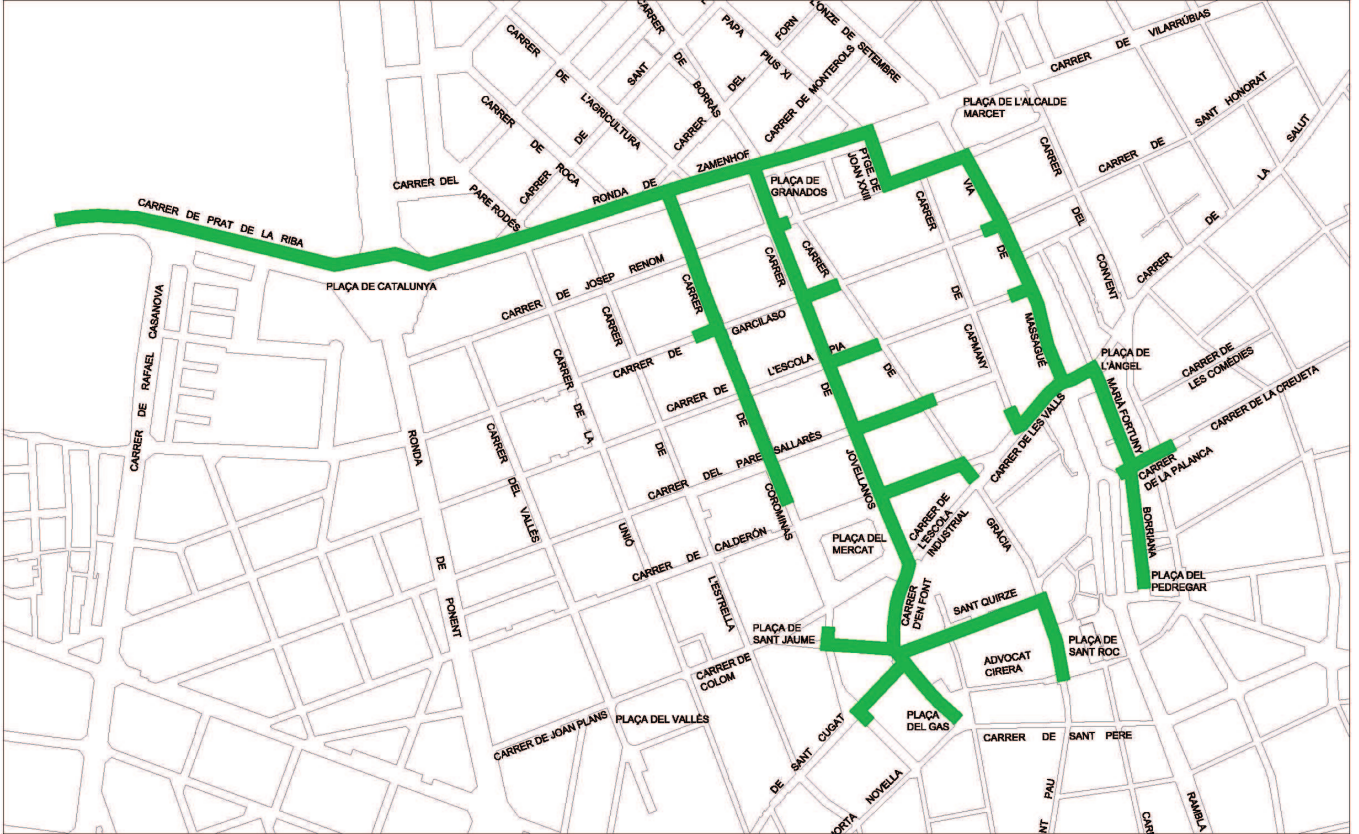 CARRER DE L'AGRICULTURA
CARRER DE ROCA
CARRER DE SANT
CARRER DE BORRÀS
PAPA PIUS XI
CARRER DEL FORN
ONZE DE SETEMBRE
CARRER DE MONTEROLS
CARRER DE VILARRÚBIAS
PLAÇA DE L'ALCALDE
MARCET
CARRER DE SANT HONORAT
CARRER DE LA SALUT
CARRER DEL PARE RODÉS
CARRER DE PRAT DE LA RIBA
RONDA DE ZAMENHOF
PLAÇA DE
GRANADOS
PTGE. DE
JOAN XXIII
VIA DE MASSAGUÉ
CARRER DEL CONVENT
CARRER DE CAPMANY
PLAÇA DE CATALUNYA
CARRER DE JOSEP RENOM
CARRER DE GARCILASO
CARRER DE L'ESCOLA PIA
CARRER DEL PARE SALLARÈS
CARRER DE CALDERÓN
CARRER DE RAFAEL CASANOVA
RONDA DE PONENT
CARRER DEL VALLÈS
CARRER DE LA UNIÓ
CARRER DE L'ESTRELLA
CARRER DE COROMINAS
CARRER DE JOVELLANOS
CARRER DE GRÀCIA
PLAÇA DE
L'ÀNGEL
CARRER DE
LES COMÈDIES
CARRER DE LA CREUETA
MARIÀ FORTUNY
CARRER DE LES VALLS
CARRER
DE LA PALANCA
BORRIANA
PLAÇA DEL
PEDREGAR
CARRER DE
L'ESCOLA
INDUSTRIAL
PLAÇA DEL
MERCAT
CARRER
D'EN FONT
SANT QUIRZE
PLAÇA DE
SANT JAUME
PLAÇA DE
SANT ROC
ADVOCAT
CIRERA
CARRER DE
COLOM
CARRER DE JOAN PLANS
PLAÇA DEL VALLÈS
PLAÇA
DEL GAS
CARRER DE SANT PERE
DE SANT CUGAT
HORTA NOVELLA
PAU
RAMBLA